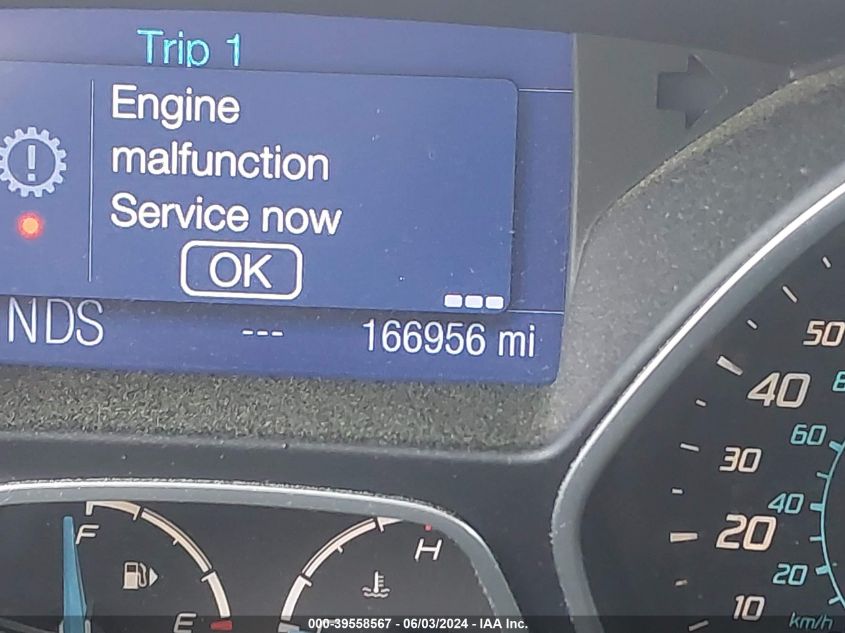 Trip 1
Engine
malfunction
Service now
OK
NDS --- 166956 mi
50
40
60
30
40
20
20
10
km/h
F
E
H
000-39558567 - 06/03/2024 - IAA Inc.